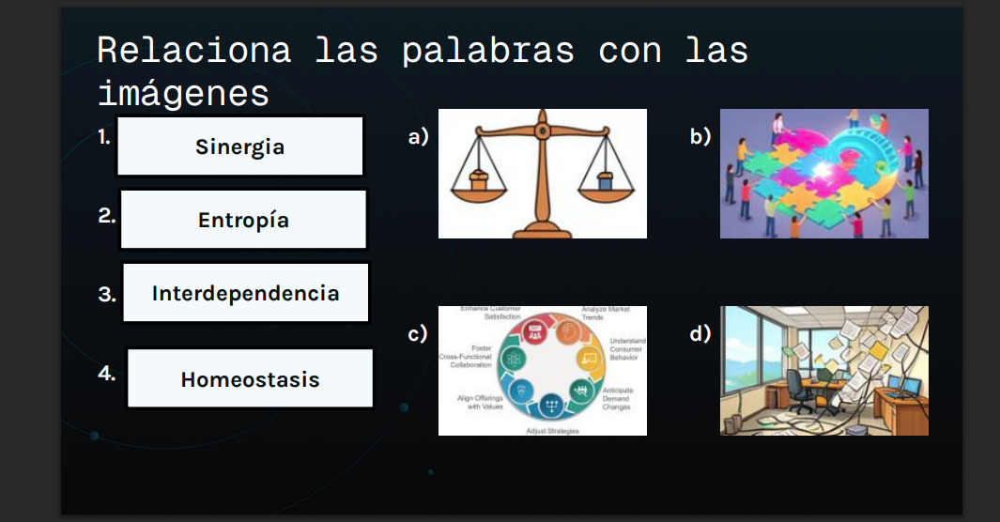 Relaciona las palabras con las
imágenes
1.
Sinergia
2.
Entropía
3.
Interdependencia
4.
Homeostasis
a)
b)
c)
Enhance Customer
Satisfaction
Analyze Market
Trends
Understand
Consumer
Behavior
Anticipate
Demand
Changes
Adjust Strategies
Align Offerings
with Values
Foster
Cross-Functional
Collaboration
d)